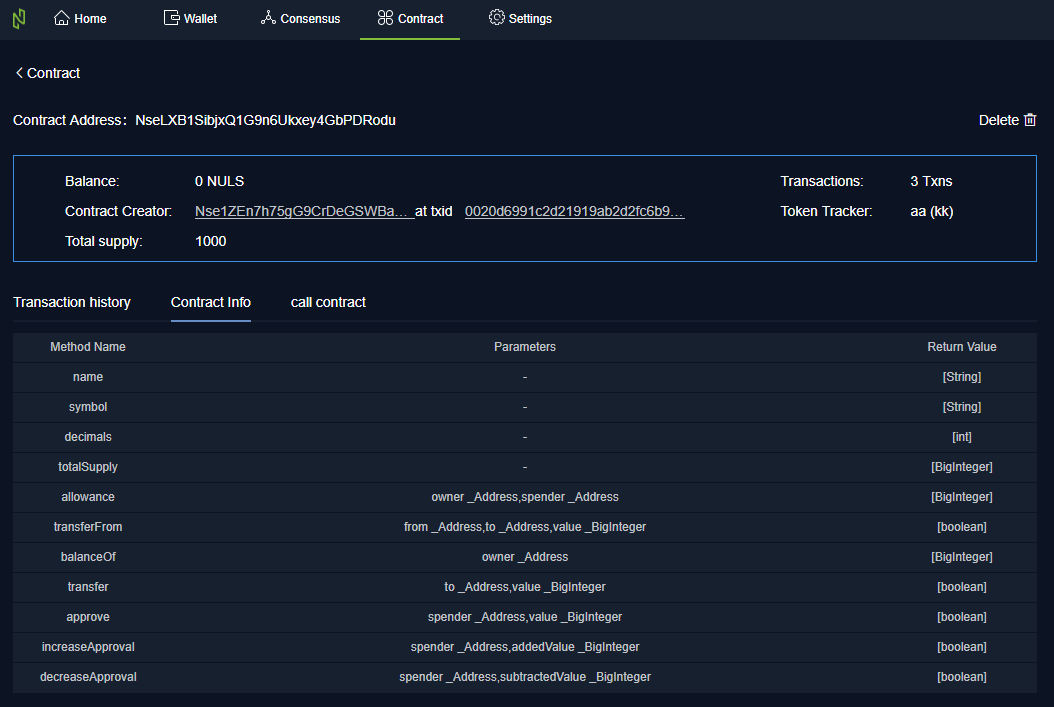 Home Wallet Consensus Contract Settings
Contract
Contract Address: NseLXB1SibjxQ1G9n6Ukxey4GbPDRodu Delete
Balance: 0 NULS Transactions: 3 Txns
Contract Creator: Nse1ZEn7h75gG9CrDeGSWBa... at txid 0020d6991c2d21919ab2d2fc6b9... Token Tracker: aa (kk)
Total supply: 1000
Transaction history Contract Info call contract
Method Name Parameters Return Value
name - [String]
symbol - [String]
decimals - [int]
totalSupply - [BigInteger]
allowance owner _Address,spender _Address [BigInteger]
transferFrom from _Address,to _Address,value _BigInteger [boolean]
balanceOf owner _Address [BigInteger]
transfer to _Address,value _BigInteger [boolean]
approve spender _Address,value _BigInteger [boolean]
increaseApproval spender _Address,addedValue _BigInteger [boolean]
decreaseApproval spender _Address,subtractedValue _BigInteger [boolean]